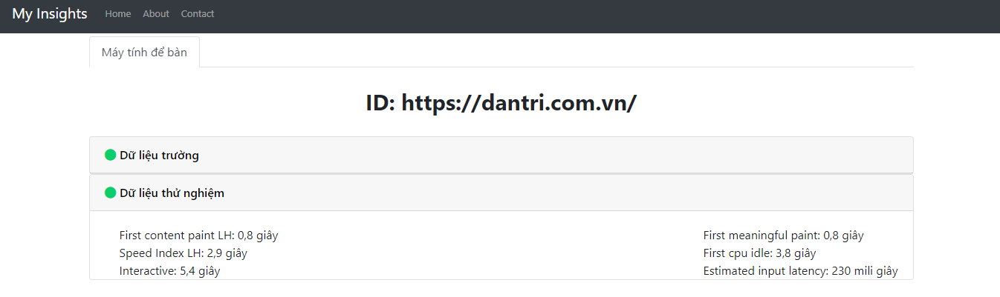 My Insights Home About Contact
Máy tính để bàn
ID: https://dantri.com.vn/
Dữ liệu trường
Dữ liệu thử nghiệm
First content paint LH: 0,8 giây First meaningful paint: 0,8 giây
Speed Index LH: 2,9 giây First cpu idle: 3,8 giây
Interactive: 5,4 giây Estimated input latency: 230 mili giây